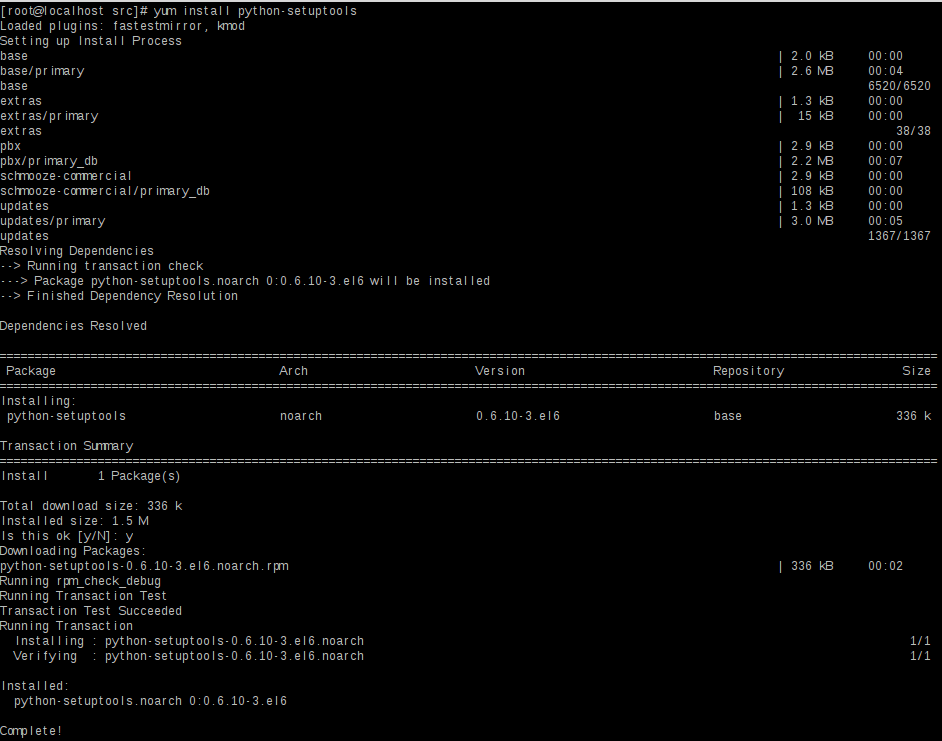 [root@localhost src]# yum install python-setuptools
Loaded plugins: fastestmirror, kmod
Setting up Install Process
base | 2.0 kB 00:00
base/primary | 2.6 MB 00:04
base 6520/6520
extras | 1.3 kB 00:00
extras/primary | 15 kB 00:00
extras 38/38
pbx | 2.9 kB 00:00
pbx/primary_db | 2.2 MB 00:07
schmooze-commercial | 2.9 kB 00:00
schmooze-commercial/primary_db | 108 kB 00:00
updates | 1.3 kB 00:00
updates/primary | 3.0 MB 00:05
updates 1367/1367
Resolving Dependencies
--> Running transaction check
---> Package python-setuptools.noarch 0:0.6.10-3.el6 will be installed
--> Finished Dependency Resolution
Dependencies Resolved
Package Arch Version Repository Size
Installing:
python-setuptools noarch 0.6.10-3.el6 base 336 k
Transaction Summary
Install 1 Package(s)
Total download size: 336 k
Installed size: 1.5 M
Is this ok [y/N]: y
Downloading Packages:
python-setuptools-0.6.10-3.el6.noarch.rpm | 336 kB 00:02
Running rpm_check_debug
Running Transaction Test
Transaction Test Succeeded
Running Transaction
Installing : python-setuptools-0.6.10-3.el6.noarch 1/1
Verifying : python-setuptools-0.6.10-3.el6.noarch 1/1
Installed:
python-setuptools.noarch 0:0.6.10-3.el6
Complete!